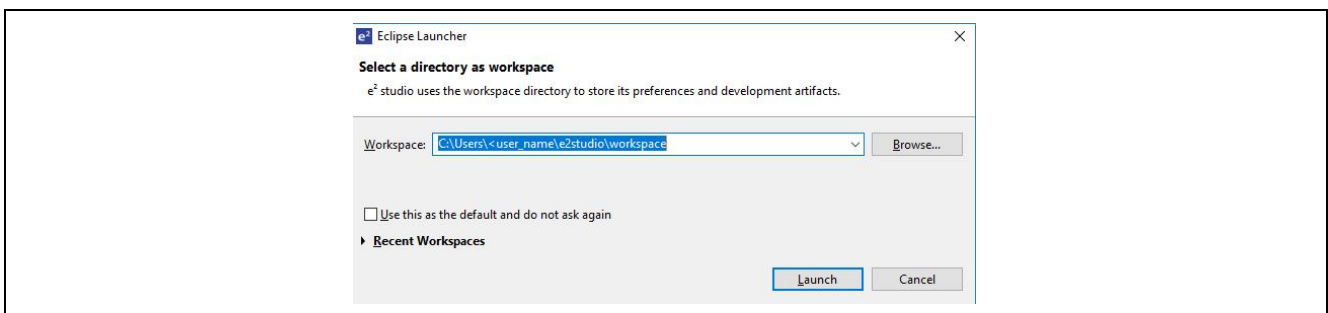 e² Eclipse Launcher
Select a directory as workspace
e² studio uses the workspace directory to store its preferences and development artifacts.
Workspace: C:\Users\<user_name\e2studio\workspace Browse...
Use this as the default and do not ask again
Recent Workspaces
Launch Cancel